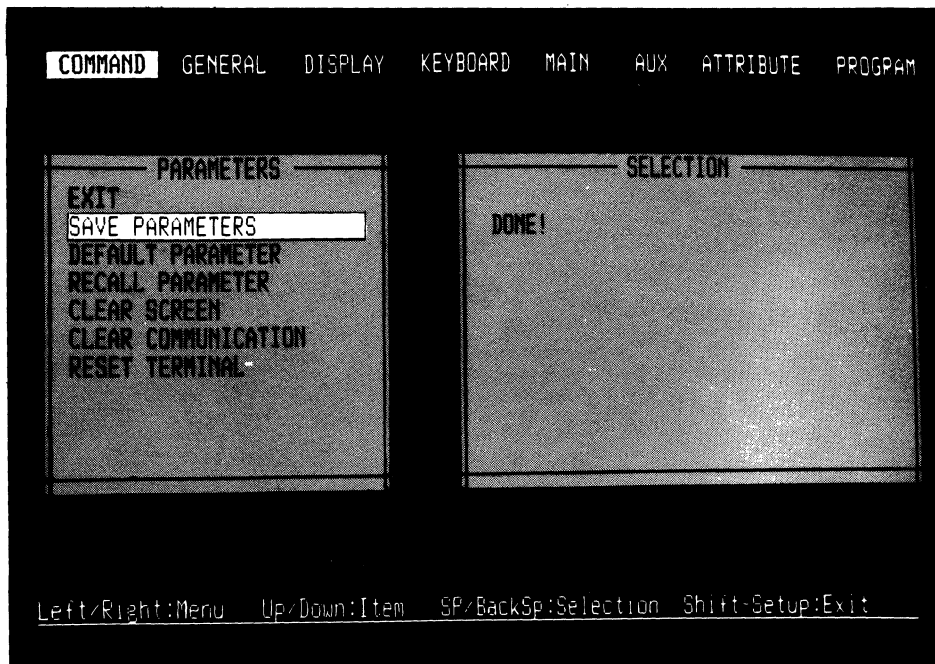 COMMAND GENERAL DISPLAY KEYBOARD MAIN AUX ATTRIBUTE PROGRAM
PARAMETERS
EXIT
SAVE PARAMETERS
DEFAULT PARAMETER
RECALL PARAMETER
CLEAR SCREEN
CLEAR COMMUNICATION
RESET TERMINAL
SELECTION
DONE!
Left/Right:Menu Up/Down:Item SP/BackSp:Selection Shift-Setup:Exit